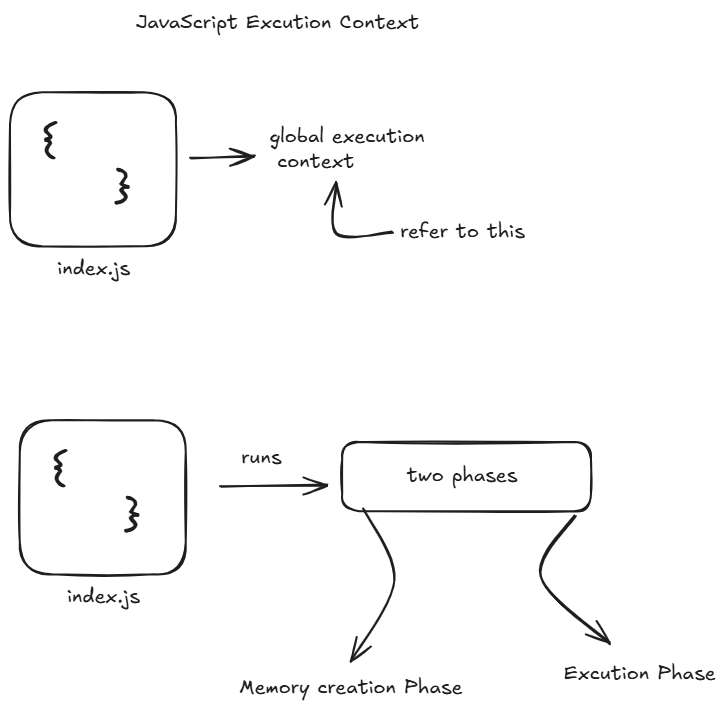 JavaScript Excution Context
{
}
global execution
context
refer to this
index.js
{
}
runs
two phases
index.js
Memory creation Phase
Excution Phase